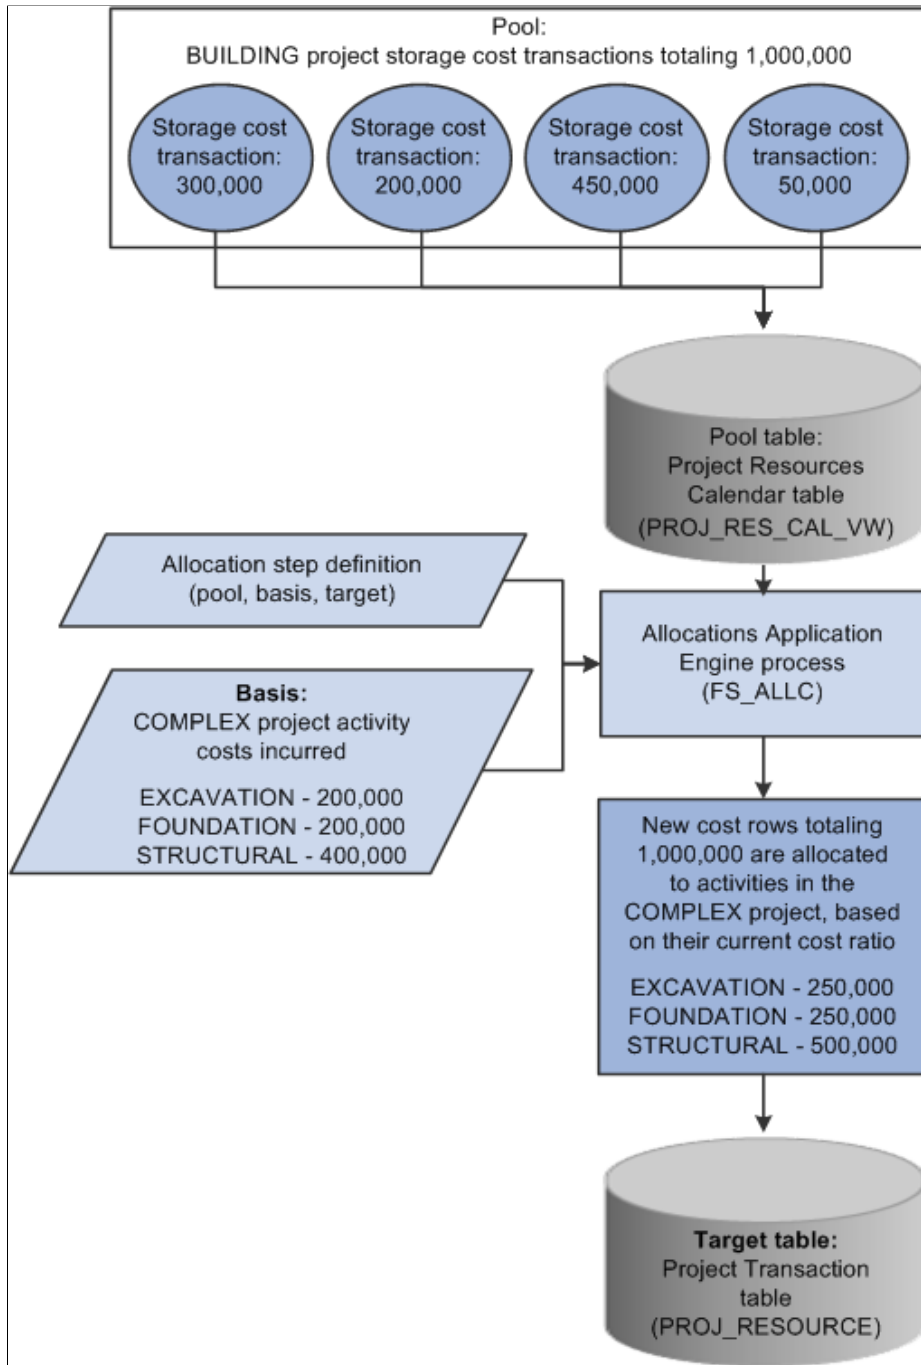 Pool:
BUILDING project storage cost transactions totaling 1,000,000
Storage cost
transaction:
300,000
Storage cost
transaction:
200,000
Storage cost
transaction:
450,000
Storage cost
transaction:
50,000
Pool table:
Project Resources
Calendar table
(PROJ_RES_CAL_VW)
Allocation step definition
(pool, basis, target)
Allocations Application
Engine process
(FS_ALLC)
Basis:
COMPLEX project activity
costs incurred
EXCAVATION - 200,000
FOUNDATION - 200,000
STRUCTURAL - 400,000
New cost rows totaling
1,000,000 are allocated
to activities in the
COMPLEX project, based
on their current cost ratio
EXCAVATION - 250,000
FOUNDATION - 250,000
STRUCTURAL - 500,000
Target table:
Project Transaction
table
(PROJ_RESOURCE)